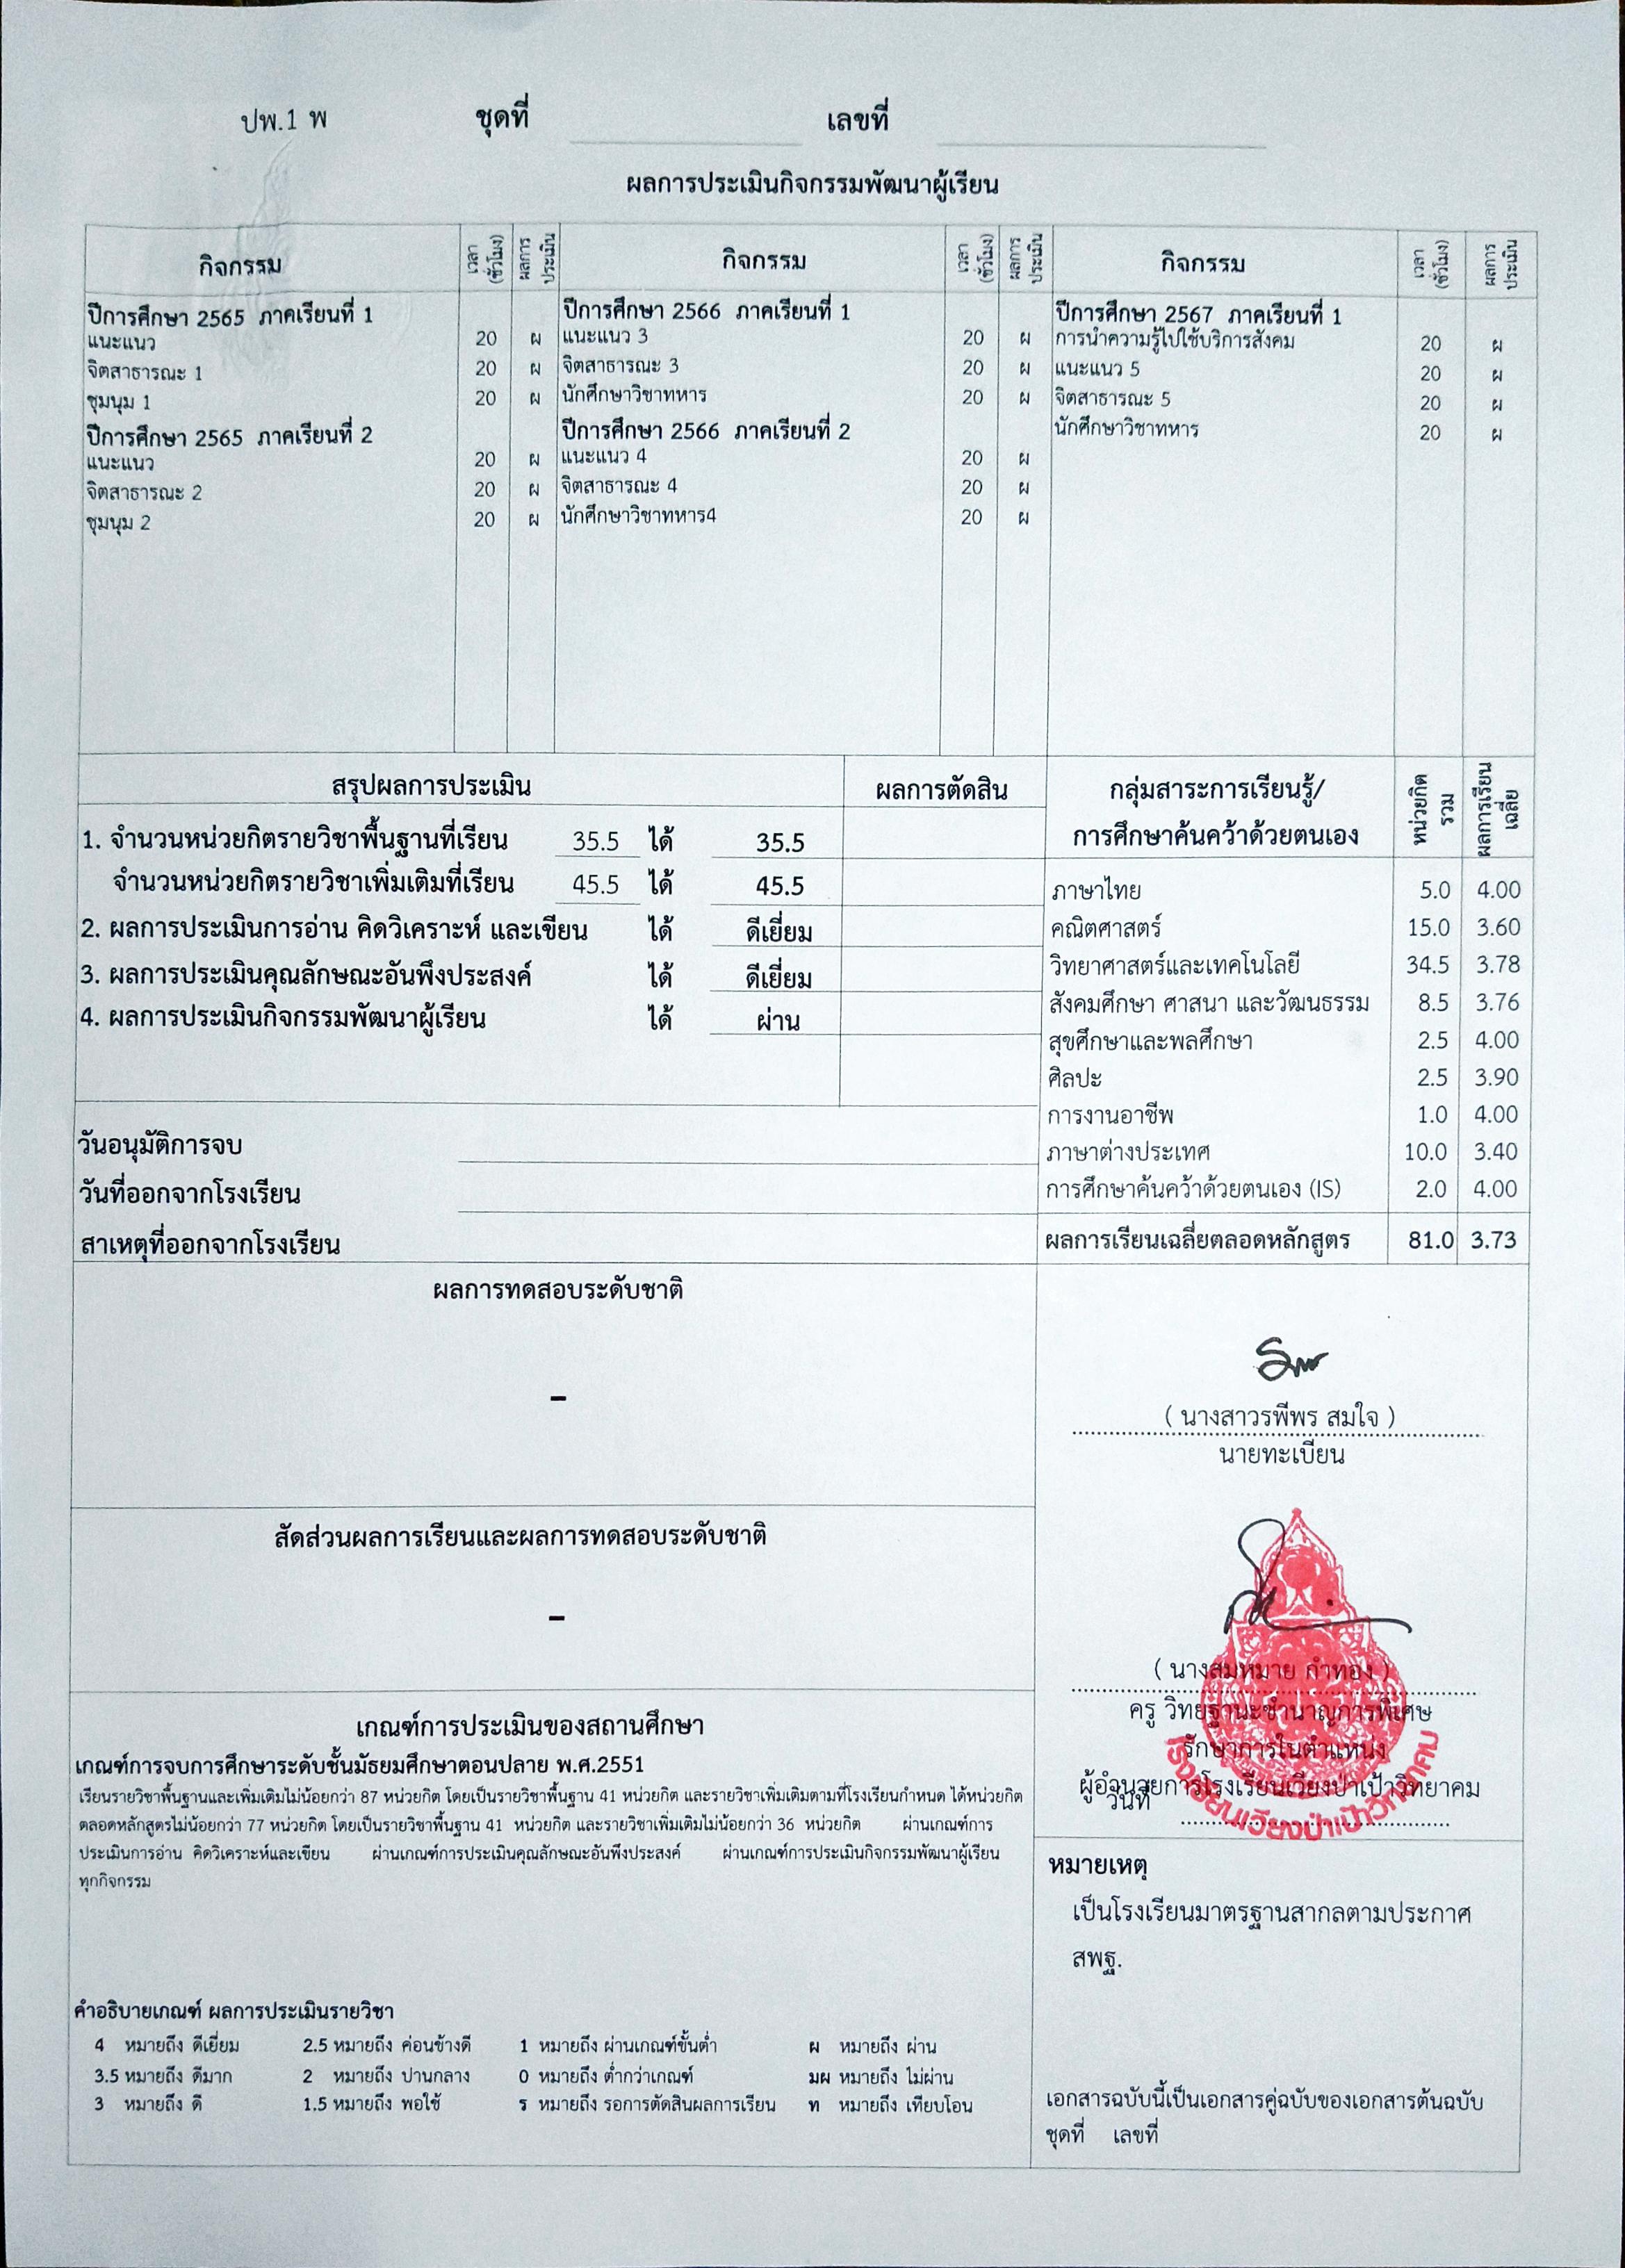 ปพ.1 พ ชุดที่ เลขที่
ผลการประเมินกิจกรรมพัฒนาผู้เรียน
กิจกรรม เวลา (ชั่วโมง) ผลการประเมิน กิจกรรม เวลา (ชั่วโมง) ผลการประเมิน กิจกรรม เวลา (ชั่วโมง) ผลการประเมิน
ปีการศึกษา 2565 ภาคเรียนที่ 1
แนะแนว 20 ผ
จิตสาธารณะ 1 20 ผ
ชุมนุม 1 20 ผ
ปีการศึกษา 2565 ภาคเรียนที่ 2
แนะแนว 20 ผ
จิตสาธารณะ 2 20 ผ
ชุมนุม 2 20 ผ
ปีการศึกษา 2566 ภาคเรียนที่ 1
แนะแนว 3 20 ผ
จิตสาธารณะ 3 20 ผ
นักศึกษาวิชาทหาร 20 ผ
ปีการศึกษา 2566 ภาคเรียนที่ 2
แนะแนว 4 20 ผ
จิตสาธารณะ 4 20 ผ
นักศึกษาวิชาทหาร4 20 ผ
ปีการศึกษา 2567 ภาคเรียนที่ 1
การนำความรู้ไปใช้บริการสังคม 20 ผ
แนะแนว 5 20 ผ
จิตสาธารณะ 5 20 ผ
นักศึกษาวิชาทหาร 20 ผ
สรุปผลการประเมิน ผลการตัดสิน
1. จำนวนหน่วยกิตรายวิชาพื้นฐานที่เรียน 35.5 ได้ 35.5
จำนวนหน่วยกิตรายวิชาเพิ่มเติมที่เรียน 45.5 ได้ 45.5
2. ผลการประเมินการอ่าน คิดวิเคราะห์ และเขียน ได้ ดีเยี่ยม
3. ผลการประเมินคุณลักษณะอันพึงประสงค์ ได้ ดีเยี่ยม
4. ผลการประเมินกิจกรรมพัฒนาผู้เรียน ได้ ผ่าน
วันอนุมัติการจบ
วันที่ออกจากโรงเรียน
สาเหตุที่ออกจากโรงเรียน
กลุ่มสาระการเรียนรู้/
การศึกษาค้นคว้าด้วยตนเอง
หน่วยกิตรวม ผลการเรียนเฉลี่ย
ภาษาไทย 5.0 4.00
คณิตศาสตร์ 15.0 3.60
วิทยาศาสตร์และเทคโนโลยี 34.5 3.78
สังคมศึกษา ศาสนา และวัฒนธรรม 8.5 3.76
สุขศึกษาและพลศึกษา 2.5 4.00
ศิลปะ 2.5 3.90
การงานอาชีพ 1.0 4.00
ภาษาต่างประเทศ 10.0 3.40
การศึกษาค้นคว้าด้วยตนเอง (IS) 2.0 4.00
ผลการเรียนเฉลี่ยตลอดหลักสูตร 81.0 3.73
ผลการทดสอบระดับชาติ
-
สัดส่วนผลการเรียนและผลการทดสอบระดับชาติ
-
เกณฑ์การประเมินของสถานศึกษา
เกณฑ์การจบการศึกษาระดับชั้นมัธยมศึกษาตอนปลาย พ.ศ.2551
เรียนรายวิชาพื้นฐานและเพิ่มเติมไม่น้อยกว่า 87 หน่วยกิต โดยเป็นรายวิชาพื้นฐาน 41 หน่วยกิต และรายวิชาเพิ่มเติมตามที่โรงเรียนกำหนด ได้หน่วยกิต
ตลอดหลักสูตรไม่น้อยกว่า 77 หน่วยกิต โดยเป็นรายวิชาพื้นฐาน 41 หน่วยกิต และรายวิชาเพิ่มเติมไม่น้อยกว่า 36 หน่วยกิต ผ่านเกณฑ์การ
ประเมินการอ่าน คิดวิเคราะห์และเขียน ผ่านเกณฑ์การประเมินคุณลักษณะอันพึงประสงค์ ผ่านเกณฑ์การประเมินกิจกรรมพัฒนาผู้เรียน
ทุกกิจกรรม
คำอธิบายเกณฑ์ ผลการประเมินรายวิชา
4 หมายถึง ดีเยี่ยม 2.5 หมายถึง ค่อนข้างดี 1 หมายถึง ผ่านเกณฑ์ขั้นต่ำ ผ หมายถึง ผ่าน
3.5 หมายถึง ดีมาก 2 หมายถึง ปานกลาง 0 หมายถึง ต่ำกว่าเกณฑ์ มผ หมายถึง ไม่ผ่าน
3 หมายถึง ดี 1.5 หมายถึง พอใช้ ร หมายถึง รอการตัดสินผลการเรียน ท หมายถึง เทียบโอน
( นางสาวรพีพร สมใจ )
นายทะเบียน
( นางสมหมาย กำทอง )
ครู วิทยฐานะชำนาญการพิเศษ
รักษาการในตำแหน่ง
ผู้อำนวยการโรงเรียนเวียงป่าเป้าวิทยาคม
วันที่
โรงเรียนเวียงป่าเป้าวิทยาคม
หมายเหตุ
เป็นโรงเรียนมาตรฐานสากลตามประกาศ
สพฐ.
เอกสารฉบับนี้เป็นเอกสารคู่ฉบับของเอกสารต้นฉบับ
ชุดที่ เลขที่